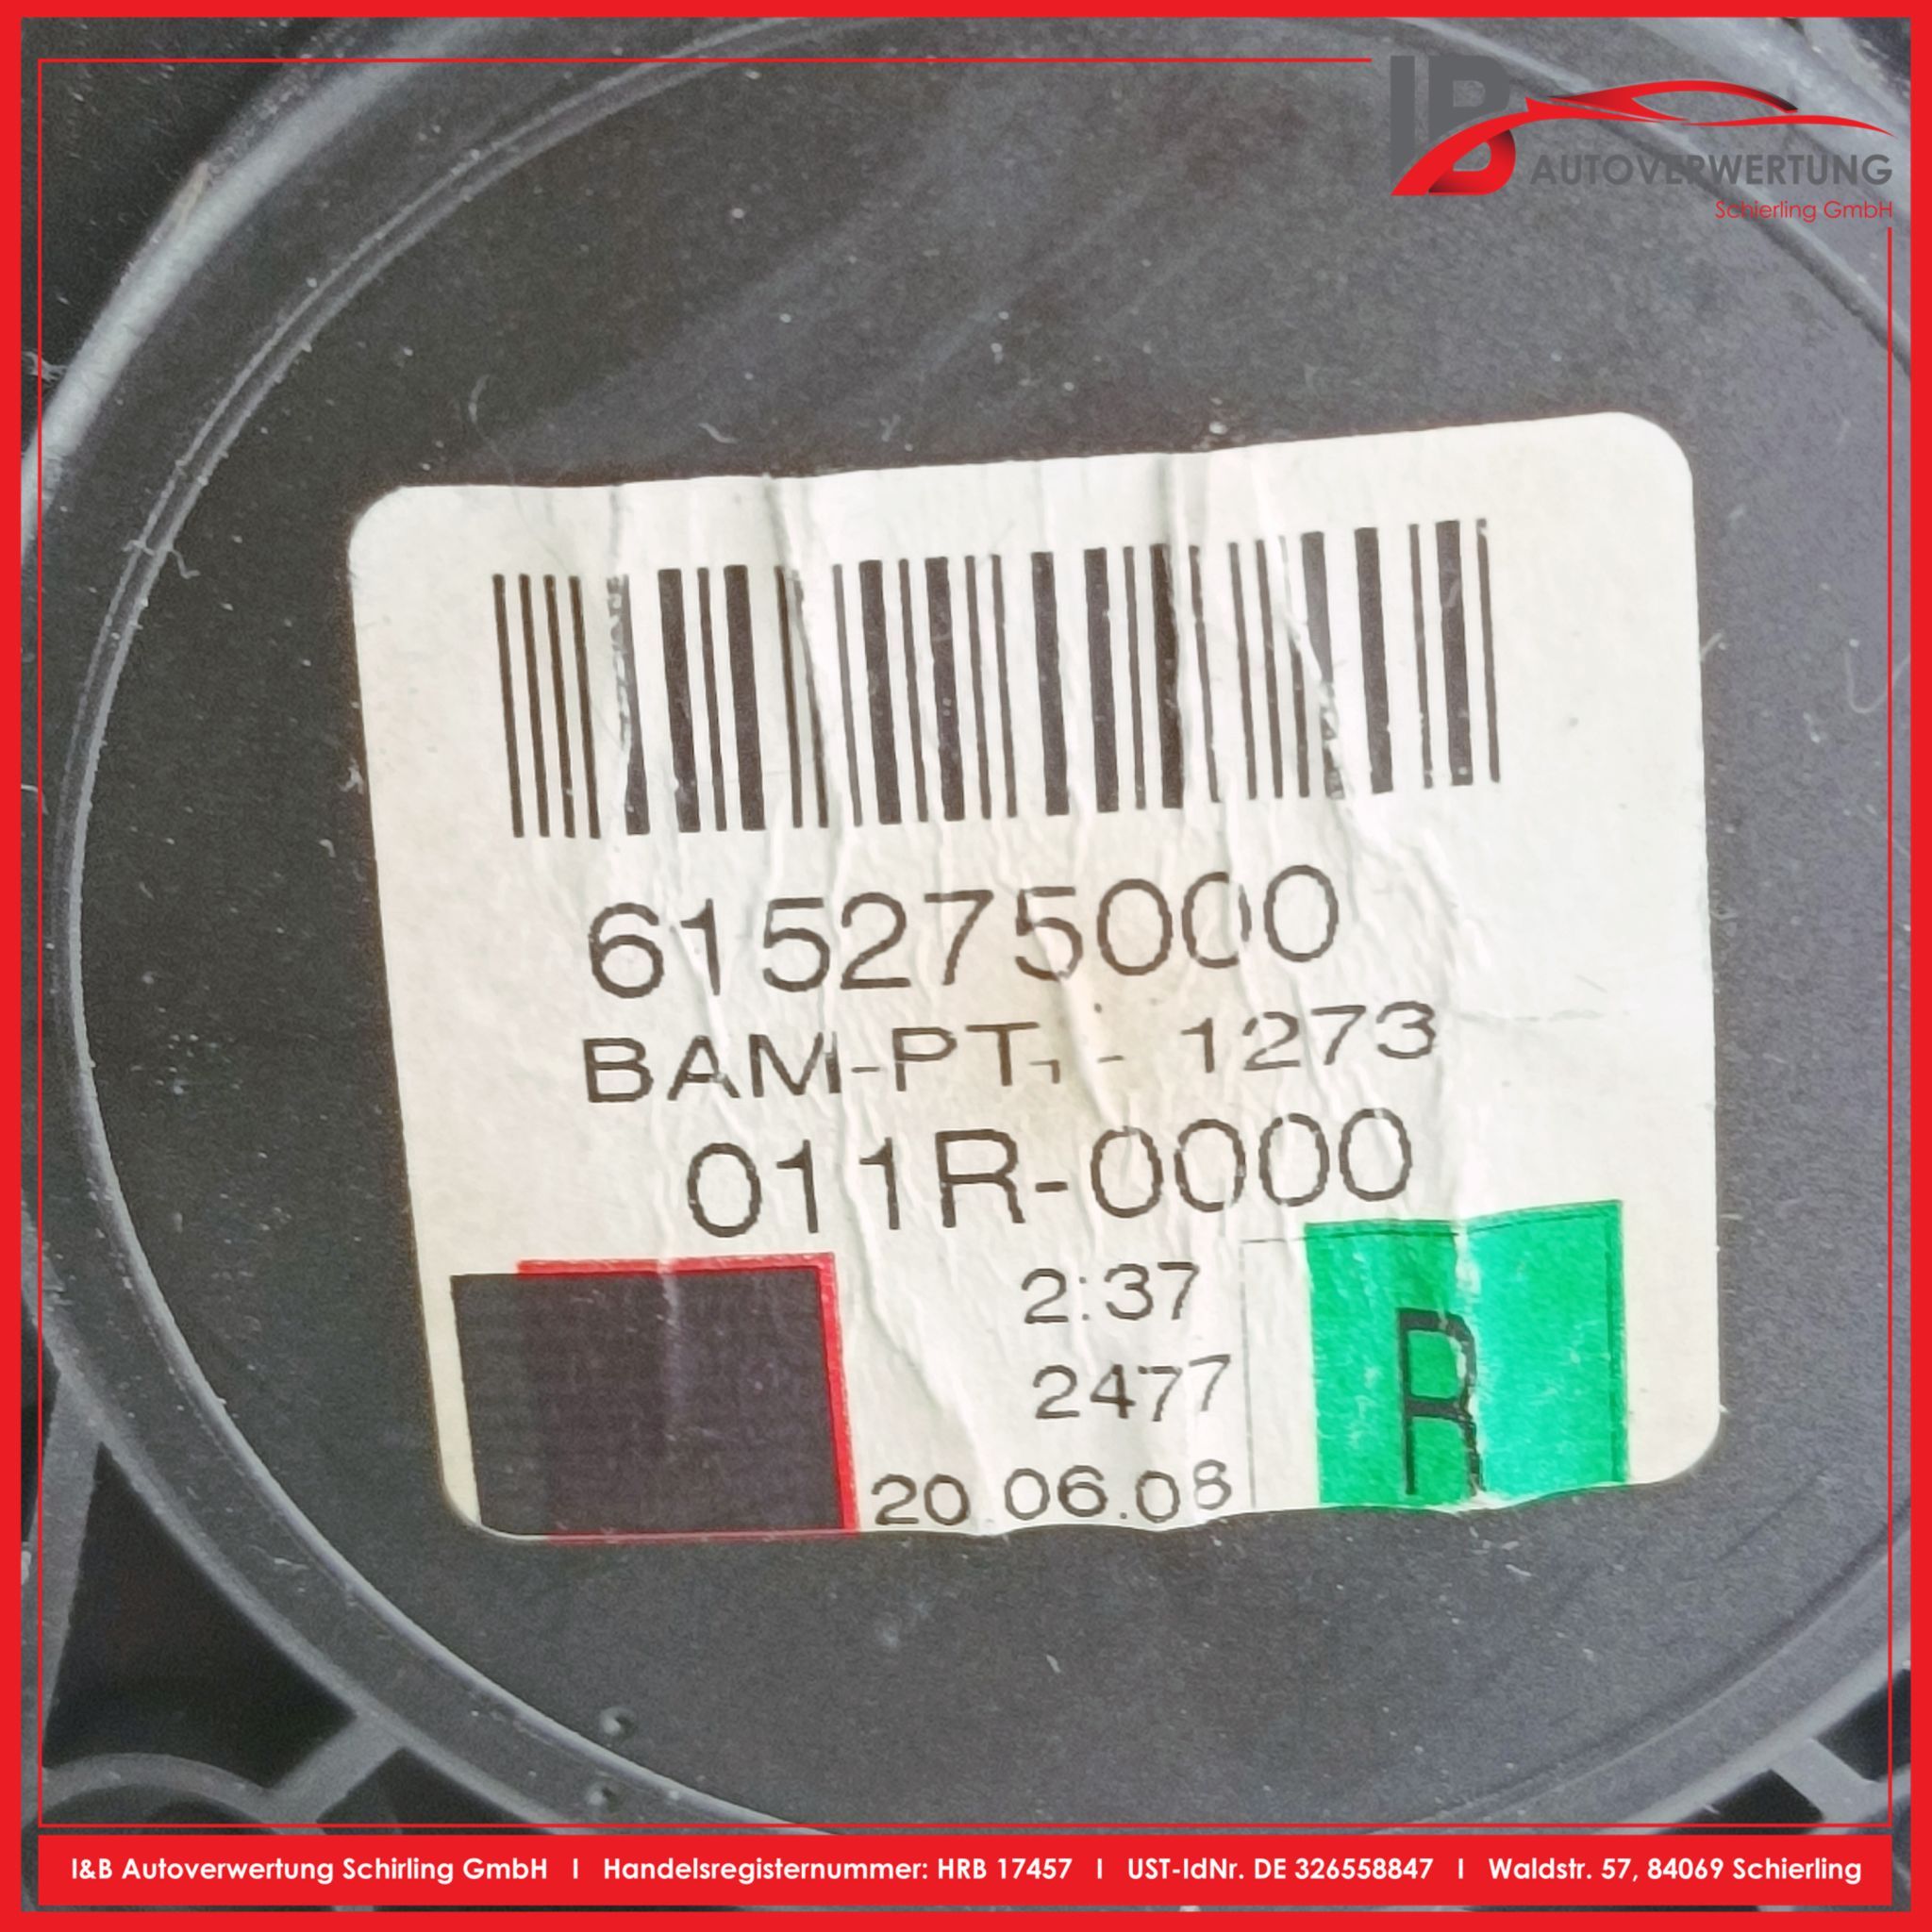 IB
AUTOVERWERTUNG
Schierling GmbH
615275000
BAM-PT - 1273
011R-0000
2:37
2477
20.06.08
R
I&B Autoverwertung Schirling GmbH I Handelsregisternummer: HRB 17457 I UST-IdNr. DE 326558847 I Waldstr. 57, 84069 Schierling